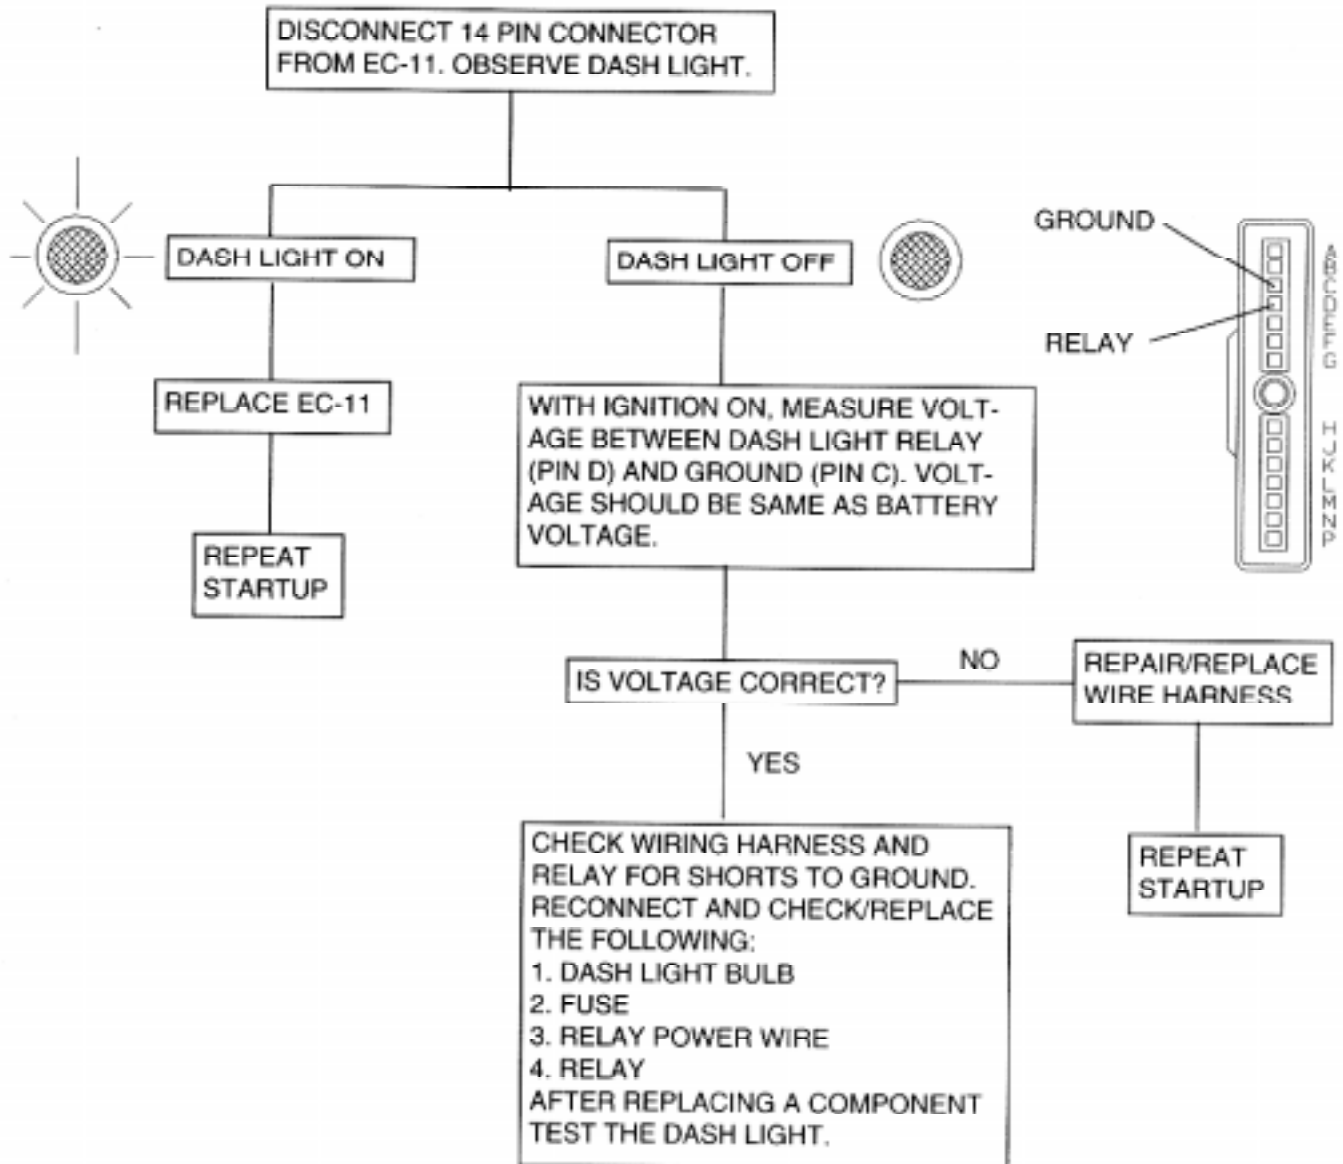 DISCONNECT 14 PIN CONNECTOR
FROM EC-11. OBSERVE DASH LIGHT.
DASH LIGHT ON
DASH LIGHT OFF
GROUND
RELAY
A
B
C
D
E
F
G
H
J
K
L
M
N
P
REPLACE EC-11
WITH IGNITION ON, MEASURE VOLT-
AGE BETWEEN DASH LIGHT RELAY
(PIN D) AND GROUND (PIN C). VOLT-
AGE SHOULD BE SAME AS BATTERY
VOLTAGE.
REPEAT
STARTUP
IS VOLTAGE CORRECT?
NO
REPAIR/REPLACE
WIRE HARNESS
YES
REPEAT
STARTUP
CHECK WIRING HARNESS AND
RELAY FOR SHORTS TO GROUND.
RECONNECT AND CHECK/REPLACE
THE FOLLOWING:
1. DASH LIGHT BULB
2. FUSE
3. RELAY POWER WIRE
4. RELAY
AFTER REPLACING A COMPONENT
TEST THE DASH LIGHT.